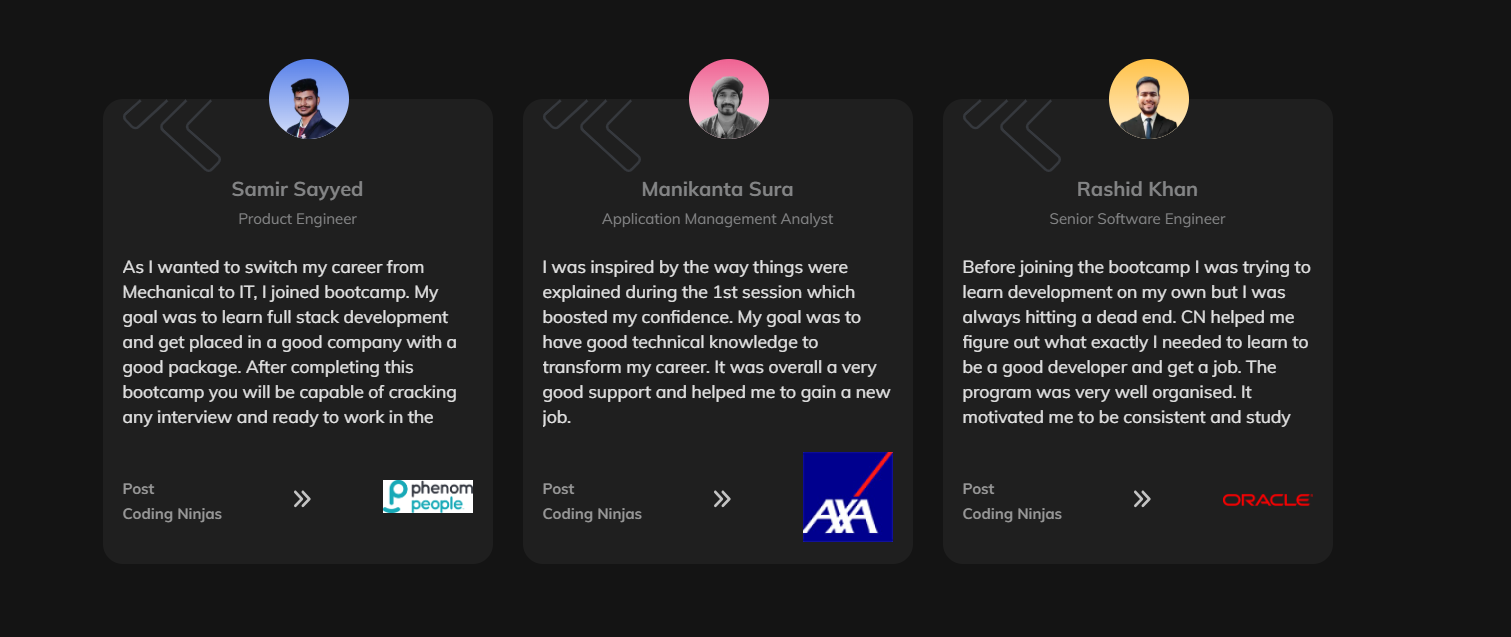 Samir Sayyed
Product Engineer
As I wanted to switch my career from
Mechanical to IT, I joined bootcamp. My
goal was to learn full stack development
and get placed in a good company with a
good package. After completing this
bootcamp you will be capable of cracking
any interview and ready to work in the
Post
Coding Ninjas
phenom
people
Manikanta Sura
Application Management Analyst
I was inspired by the way things were
explained during the 1st session which
boosted my confidence. My goal was to
have good technical knowledge to
transform my career. It was overall a very
good support and helped me to gain a new
job.
Post
Coding Ninjas
AXA
Rashid Khan
Senior Software Engineer
Before joining the bootcamp I was trying to
learn development on my own but I was
always hitting a dead end. CN helped me
figure out what exactly I needed to learn to
be a good developer and get a job. The
program was very well organised. It
motivated me to be consistent and study
Post
Coding Ninjas
ORACLE